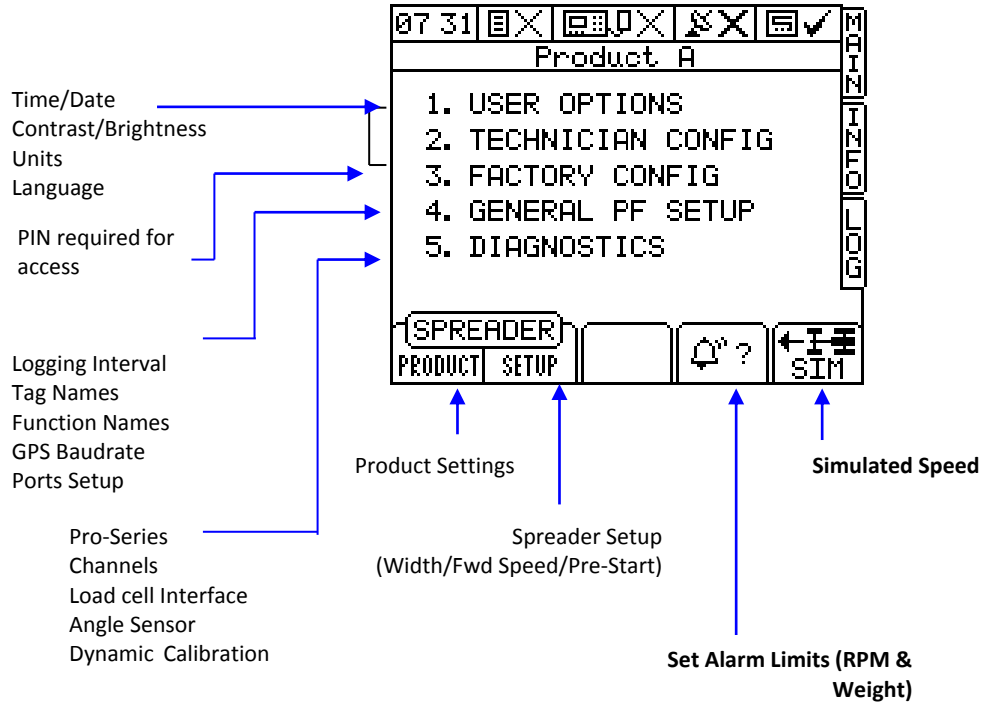 07 31
Product A
MAIN
INFO
LOG
1. USER OPTIONS
2. TECHNICIAN CONFIG
3. FACTORY CONFIG
4. GENERAL PF SETUP
5. DIAGNOSTICS
SPREADER
PRODUCT SETUP
?
SIM
Time/Date
Contrast/Brightness
Units
Language
PIN required for
access
Logging Interval
Tag Names
Function Names
GPS Baudrate
Ports Setup
Pro-Series
Channels
Load cell Interface
Angle Sensor
Dynamic Calibration
Product Settings
Spreader Setup
(Width/Fwd Speed/Pre-Start)
Set Alarm Limits (RPM &
Weight)
Simulated Speed